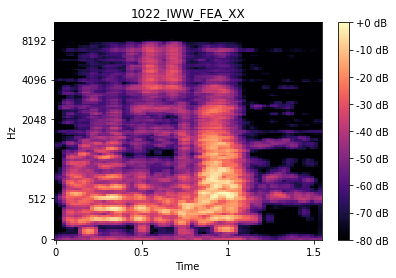 1022_IWW_FEA_XX
+0 dB
8192
-10 dB
4096
-20 dB
-30 dB
2048
Hz
-40 dB
1024
-50 dB
512
-60 dB
-70 dB
0
-80 dB
0 0.5 1 1.5
Time